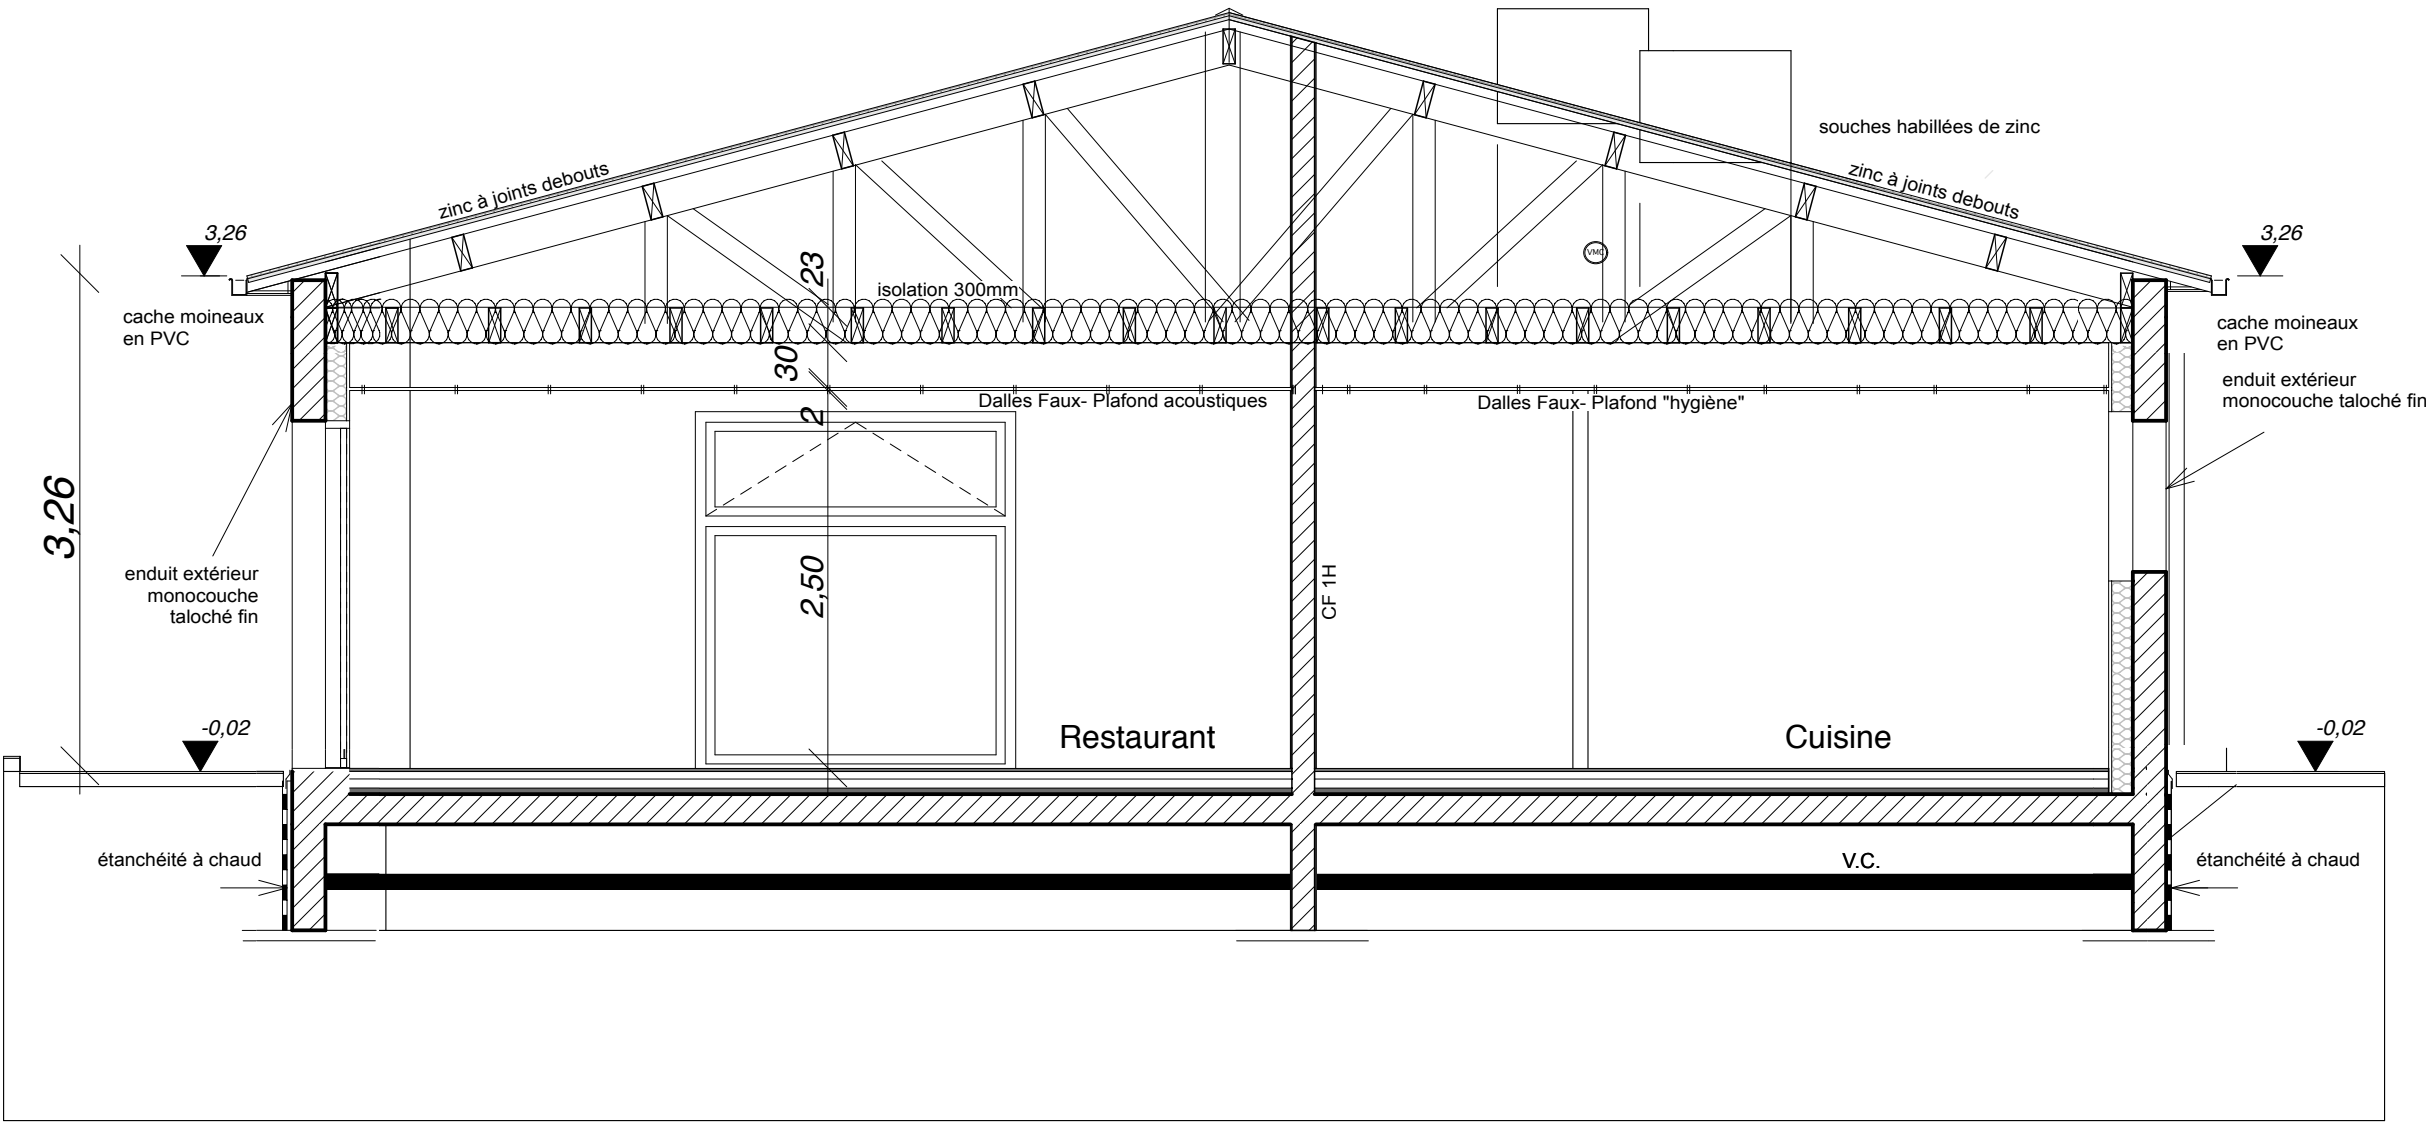 souches habillées de zinc
zinc à joints debouts
zinc à joints debouts
3,26
3,26
VMC
23
isolation 300mm
cache moineaux
en PVC
cache moineaux
en PVC
30
enduit extérieur
monocouche taloché fin
Dalles Faux- Plafond acoustiques
Dalles Faux- Plafond "hygiène"
2
3,26
2,50
CF 1H
enduit extérieur
monocouche
taloché fin
-0,02
Restaurant
Cuisine
-0,02
étanchéité à chaud
V.C.
étanchéité à chaud